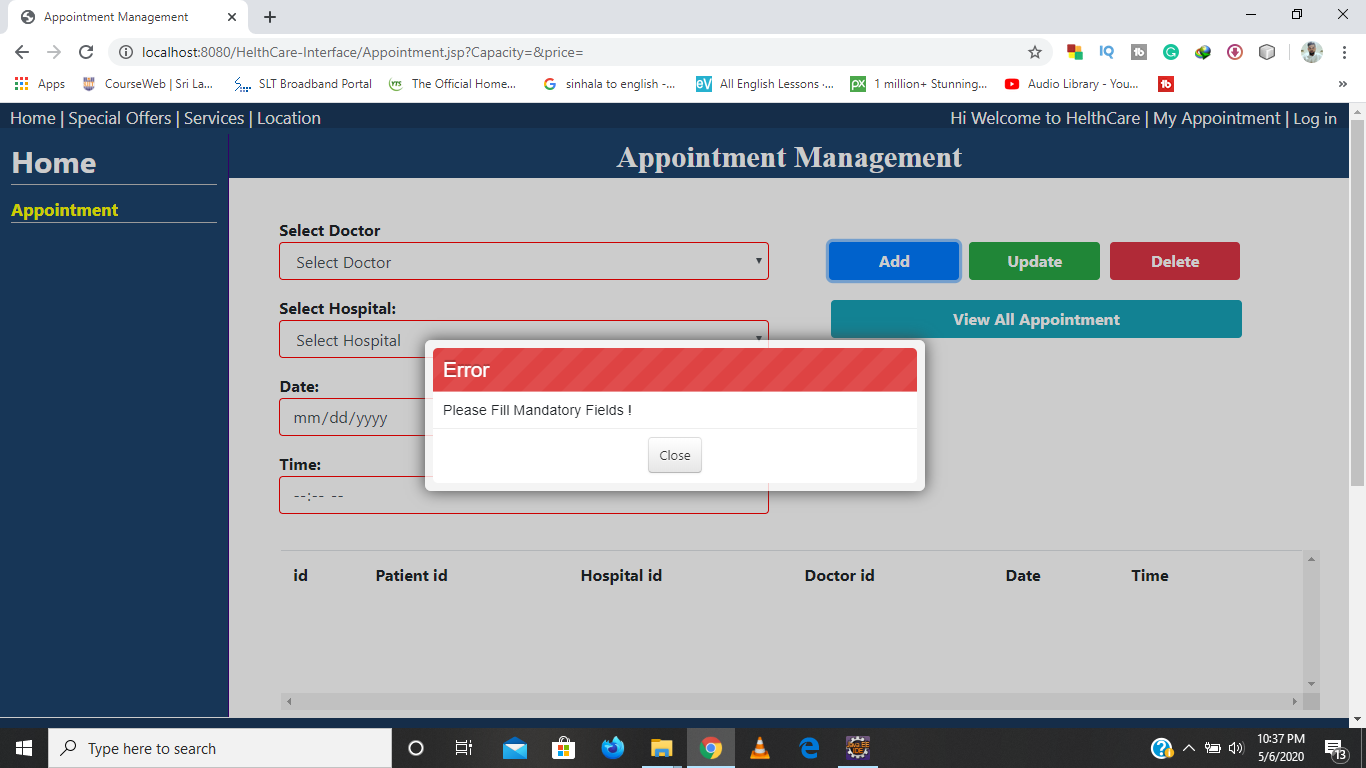 Appointment Management
localhost:8080/HelthCare-Interface/Appointment.jsp?Capacity=&price=
Apps CourseWeb | Sri La... SLT Broadband Portal The Official Home... sinhala to english -... All English Lessons -... 1 million+ Stunning... Audio Library - You... »
Home | Special Offers | Services | Location Hi Welcome to HelthCare | My Appointment | Log in
Home
Appointment Management
Appointment
Select Doctor
Select Doctor
Add Update Delete
Select Hospital:
View All Appointment
Select Hospital
Error
Date:
Please Fill Mandatory Fields !
mm/dd/yyyy
Close
Time:
--:-- --
id Patient id Hospital id Doctor id Date Time
Type here to search
10:37 PM
5/6/2020
13